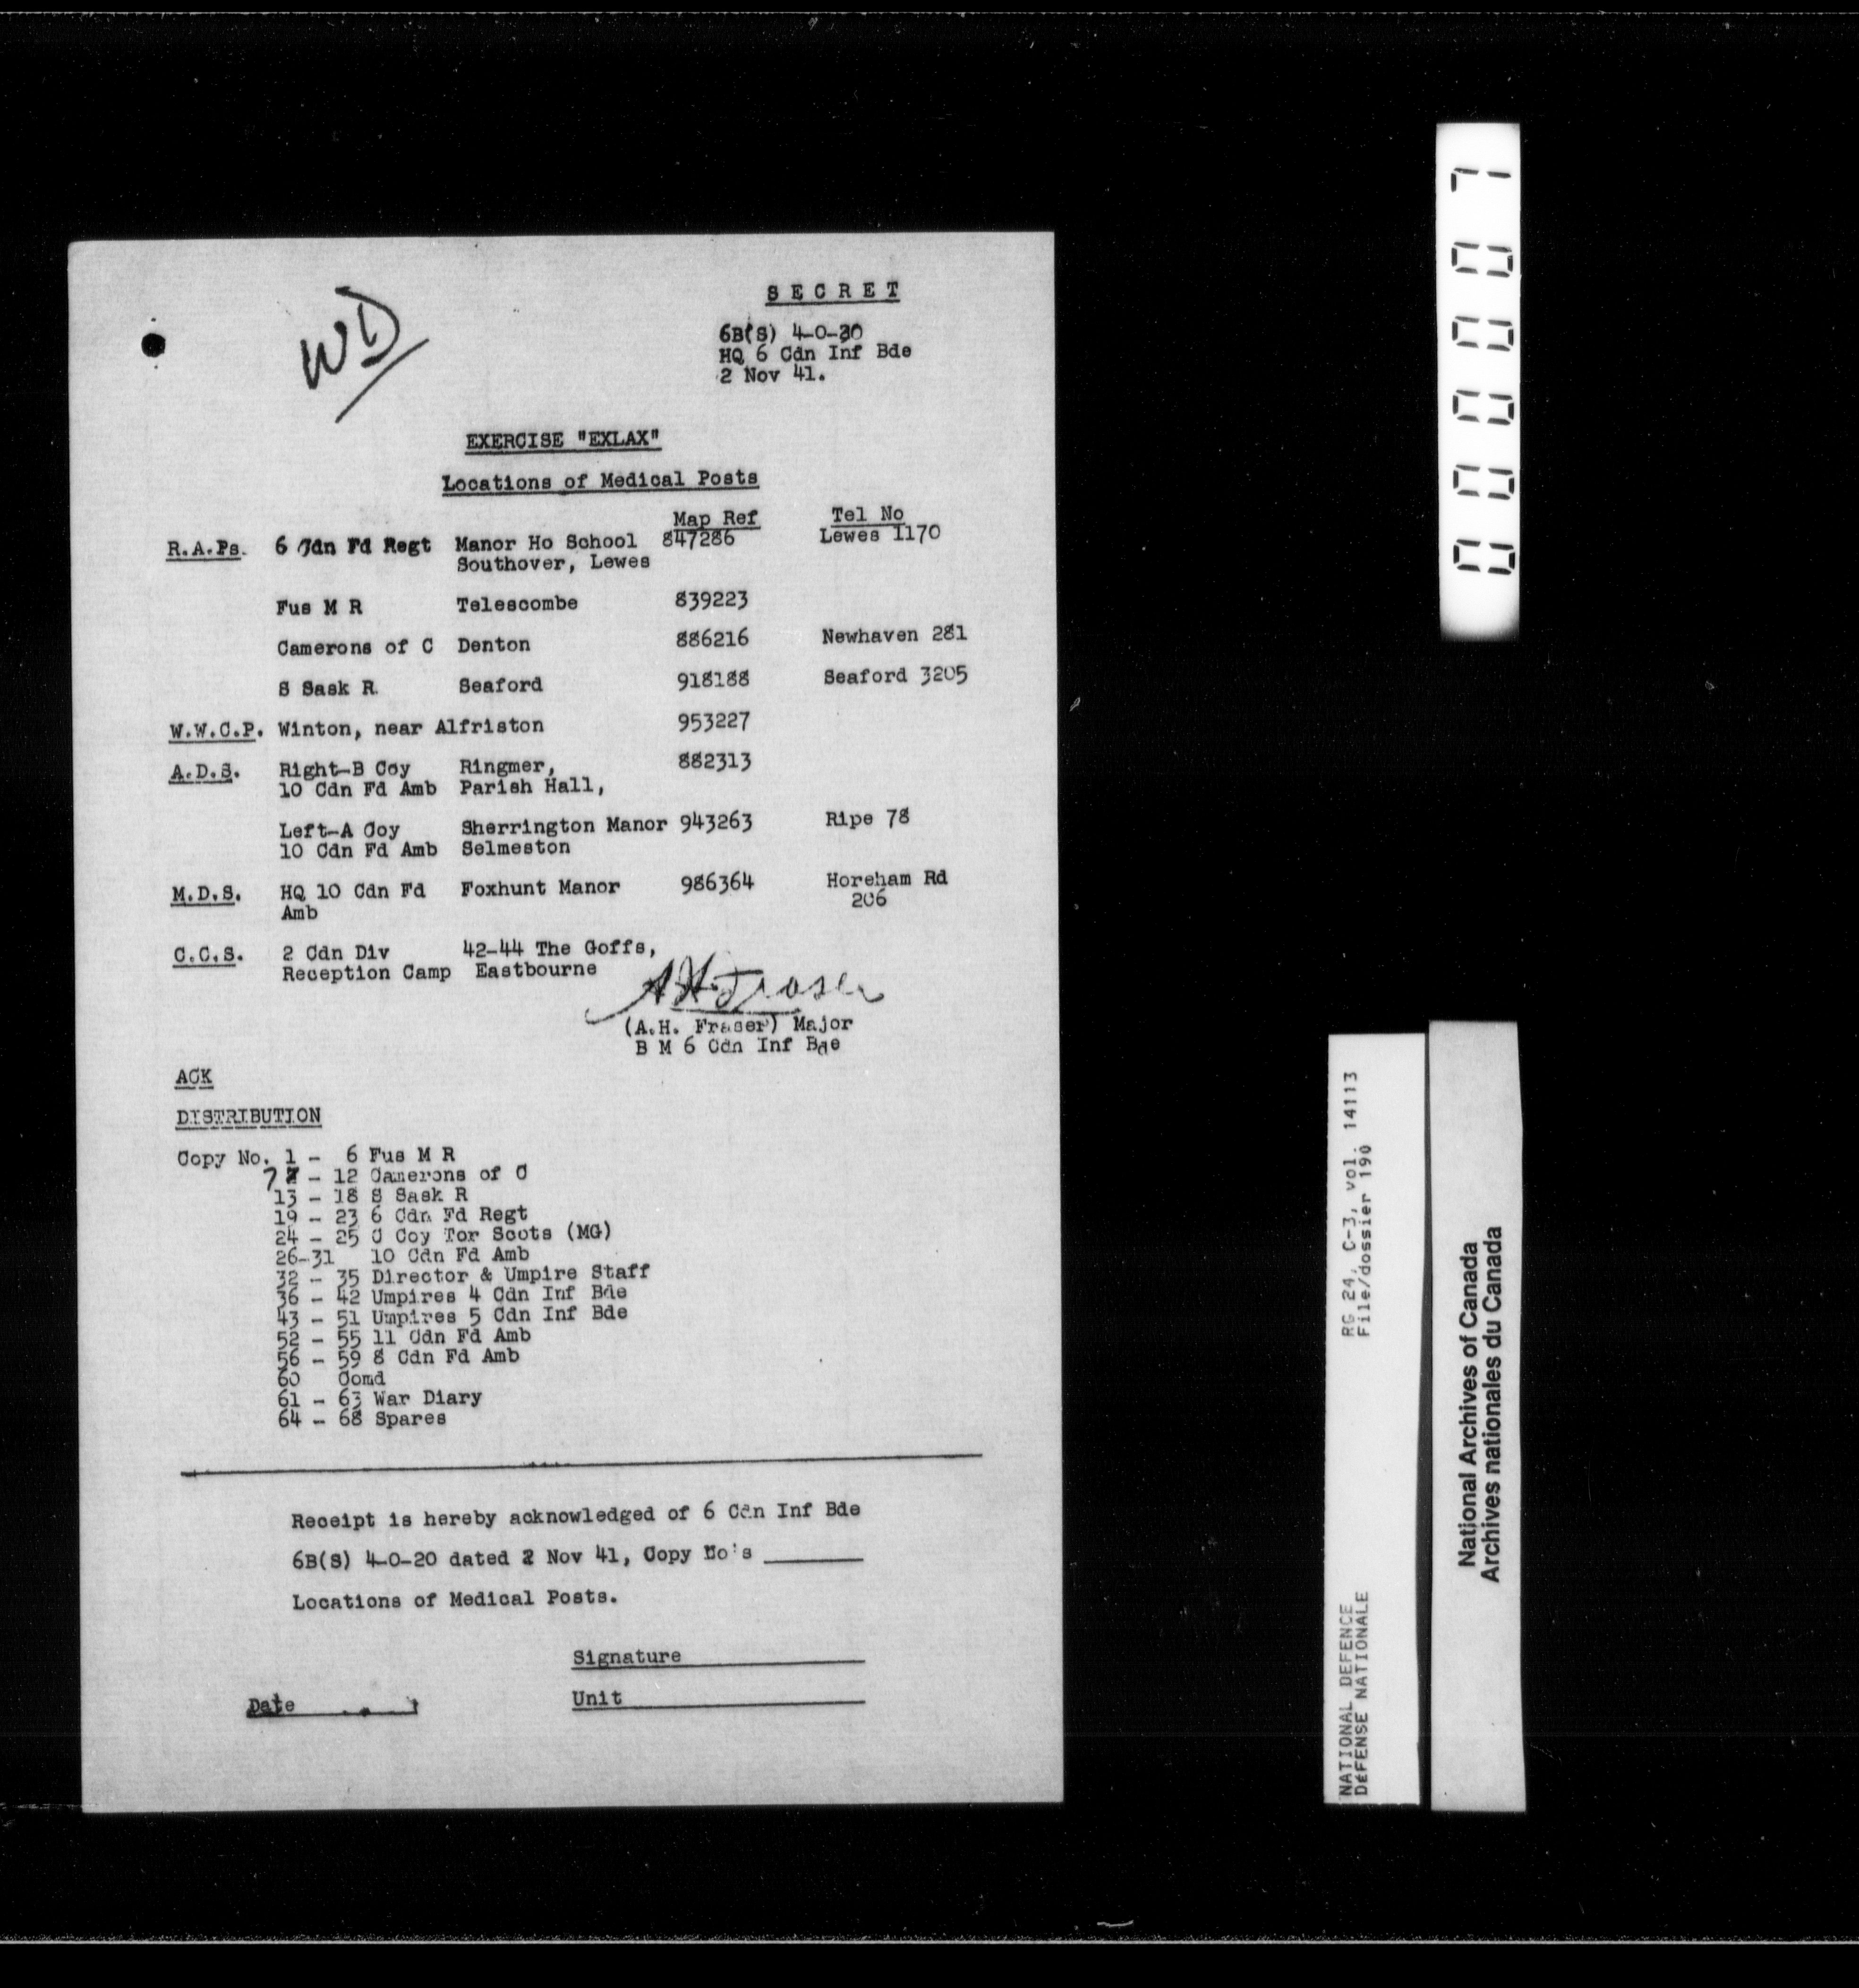 WD
S E C R E T
6B(S) 4-0-20
HQ 6 Cdn Inf Bde
2 Nov 41.
EXERCISE "EXLAX"
Locations of Medical Posts
Map Ref Tel No
R.A.Ps. 6 Cdn Fd Regt Manor Ho School 847286 Lewes 1170
Southover, Lewes
Fus M R Telescombe 839223
Camerons of C Denton 886216 Newhaven 281
S Sask R. Seaford 918188 Seaford 3205
W.W.C.P. Winton, near Alfriston 953227
A.D.S. Right-B Coy Ringmer, 882313
10 Cdn Fd Amb Parish Hall,
Left-A Coy Sherrington Manor 943263 Ripe 78
10 Cdn Fd Amb Selmeston
M.D.S. HQ 10 Cdn Fd Foxhunt Manor 986364 Horeham Rd
Amb 206
C.C.S. 2 Cdn Div 42-44 The Goffs,
Reception Camp Eastbourne
A H Fraser
(A.H. Fraser) Major
B M 6 Cdn Inf Bde
ACK
DISTRIBUTION
Copy No. 1 - 6 Fus M R
7 - 12 Camerons of C
13 - 18 S Sask R
19 - 23 6 Cdn Fd Regt
24 - 25 C Coy Tor Scots (MG)
26-31 10 Cdn Fd Amb
32 - 35 Director & Umpire Staff
36 - 42 Umpires 4 Cdn Inf Bde
43 - 51 Umpires 5 Cdn Inf Bde
52 - 55 11 Cdn Fd Amb
56 - 59 8 Cdn Fd Amb
60 Comd
61 - 63 War Diary
64 - 68 Spares
Receipt is hereby acknowledged of 6 Cdn Inf Bde
6B(S) 4-0-20 dated 2 Nov 41, Copy No's
Locations of Medical Posts.
Signature
Date Unit
000007
RG 24, C-3, vol. 14113
File/dossier 190
NATIONAL DEFENCE
DéFENSE NATIONALE
National Archives of Canada
Archives nationales du Canada